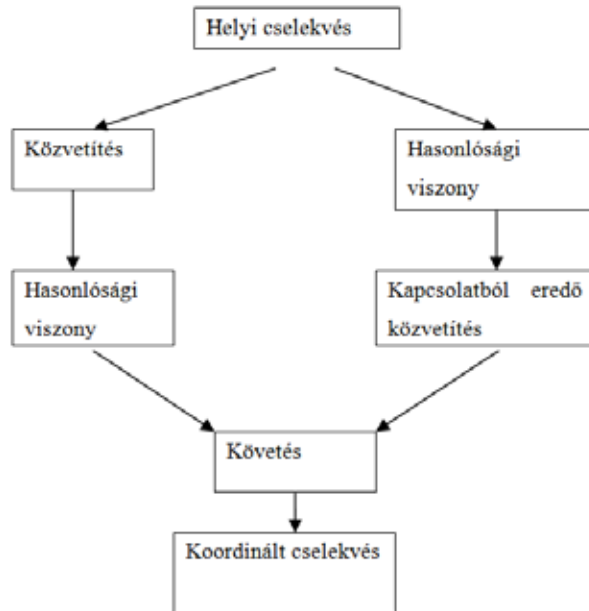 Helyi cselekvés
Közvetítés
Hasonlósági
viszony
Hasonlósági
viszony
Kapcsolatból eredő
közvetítés
Követés
Koordinált cselekvés